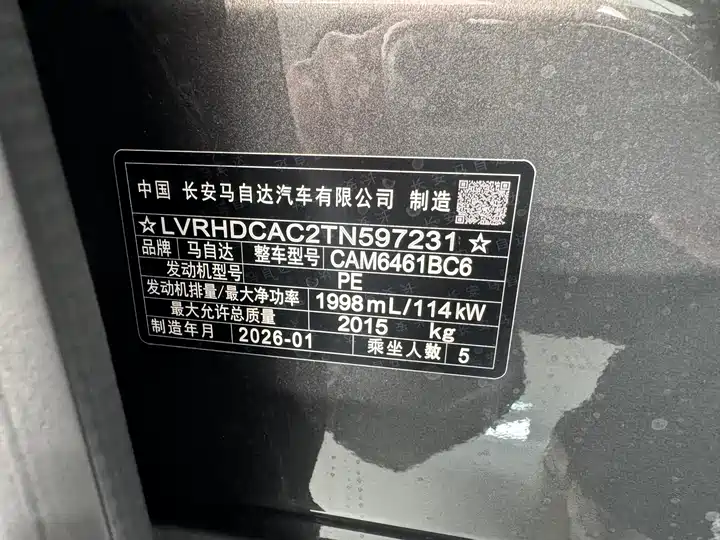 中国 长安马自达汽车有限公司 制造
☆LVRHDCAC2TN597231☆
品牌 马自达 整车型号 CAM6461BC6
发动机型号 PE
发动机排量/最大净功率 1998mL/114kW
最大允许总质量 2015 kg
制造年月 2026-01 乘坐人数 5